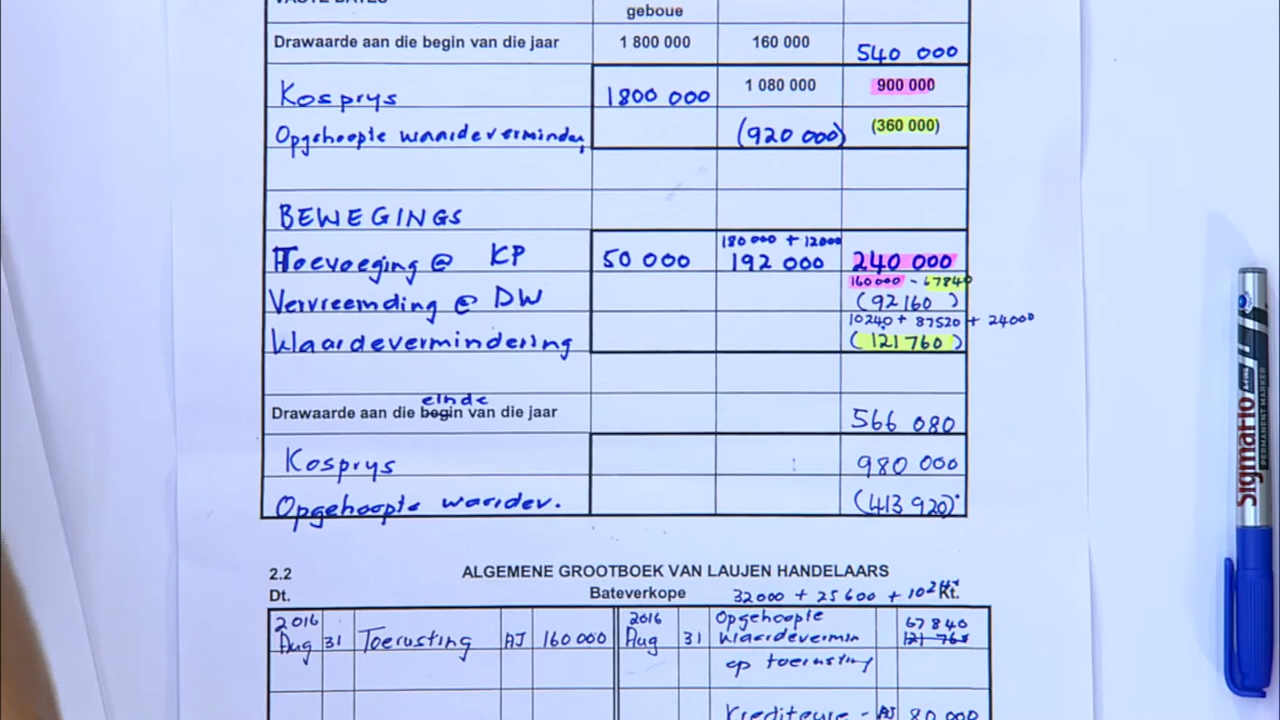 VASTE BATES
geboue
Drawaarde aan die begin van die jaar 1 800 000 160 000 540 000
Kosprys 1800 000 1 080 000 900 000
Opgehoopte waardevermindeg (920 000) (360 000)
BEWEGINGS
180 000 + 12000
Toevoeging @ KP 50 000 192 000 240 000
160000 - 67840
Vervreemding @ DW (92 160)
10240 + 87520 + 24000
Waardevermindering (121 760)
einde
Drawaarde aan die begin van die jaar 566 080
Kosprys 980 000
Opgehoopte waardev. (413 920)
2.2 ALGEMENE GROOTBOEK VAN LAUJEN HANDELAARS
Dt. Bateverkope 32000 + 25600 + Kt.
2016 2016 Opgehoopte 67 840
Aug 31 Toerusting AJ 160 000 Aug 31 Waardevermin
op toerusting
Krediteure - AJ 80 000
SigmaFlo
PERMANENT MARKER